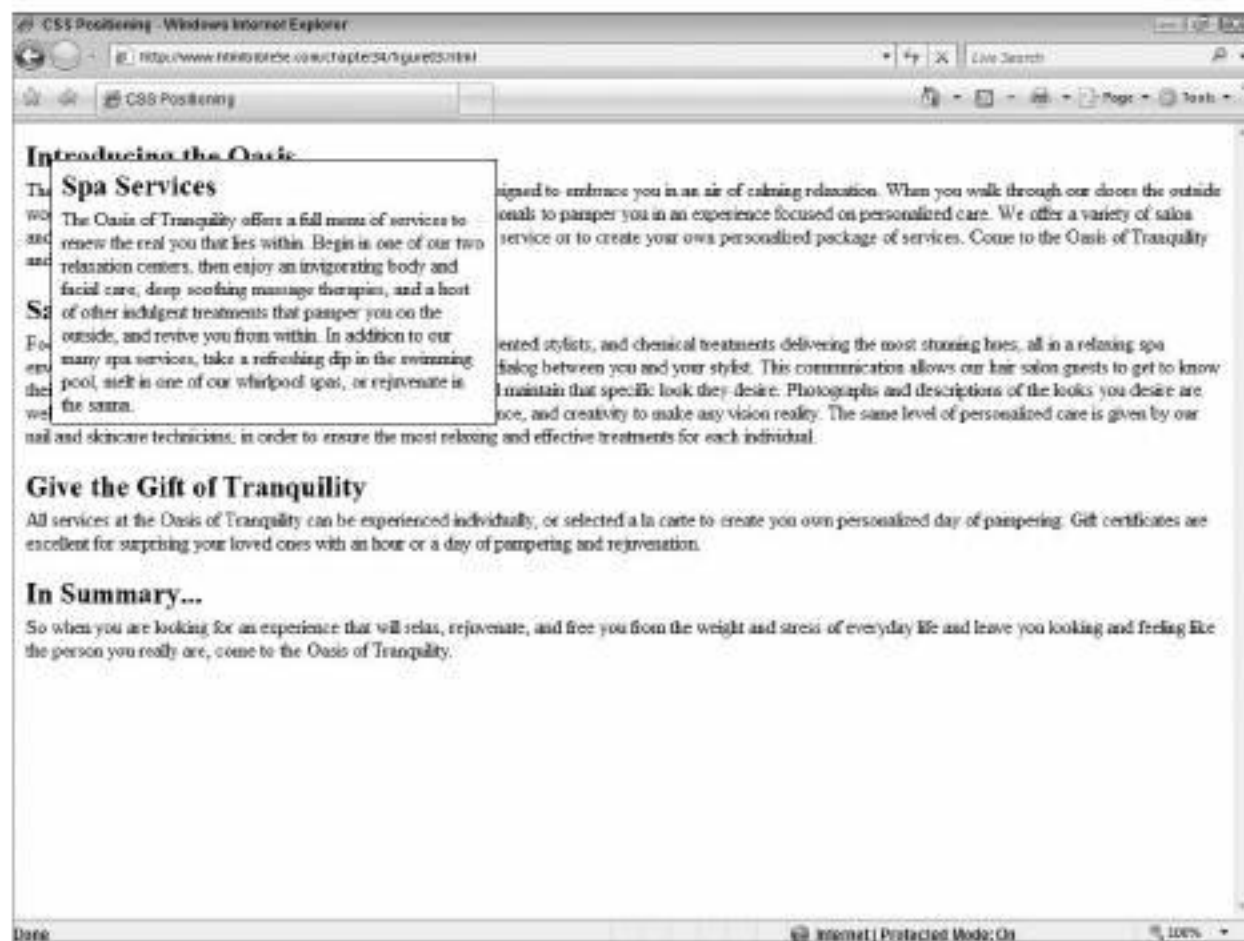 CSS Positioning - Windows Internet Explorer
Live Search
CSS Positioning
Page
Tools
Introducing the Oasis
Spa Services
The Oasis of Tranquility offers a full menu of services to
renew the real you that lies within. Begin in one of our two
relaxation centers, then enjoy an invigorating body and
facial care, deep soothing massage therapies, and a host
of other indulgent treatments that pamper you on the
outside, and revive you from within. In addition to our
many spa services, take a refreshing dip in the swimming
pool, melt in one of our whirlpool spas, or rejuvenate in
the sauna.
to embrace you in an air of calming relaxation. When you walk through our doors the outside
to pamper you in an experience focused on personalized care. We offer a variety of salon
service or to create your own personalized package of services. Come to the Oasis of Tranquility
stylists, and chemical treatments delivering the most stunning hues, all in a relaxing spa
dialog between you and your stylist. This communication allows our hair salon guests to get to know
maintain that specific look they desire. Photographs and descriptions of the looks you desire are
and creativity to make any vision reality. The same level of personalized care is given by our
nail and skincare technicians, in order to ensure the most relaxing and effective treatments for each individual.
Give the Gift of Tranquility
All services at the Oasis of Tranquility can be experienced individually, or selected a la carte to create you own personalized day of pampering. Gift certificates are
excellent for surprising your loved ones with an hour or a day of pampering and rejuvenation.
In Summary...
So when you are looking for an experience that will relax, rejuvenate, and free you from the weight and stress of everyday life and leave you looking and feeling like
the person you really are, come to the Oasis of Tranquility.
Done
Internet | Protected Mode: On
100%